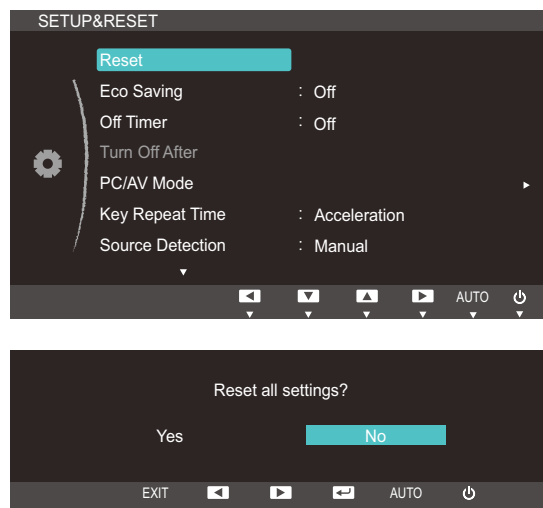 SETUP&RESET
Reset
Eco Saving : Off
Off Timer : Off
Turn Off After
PC/AV Mode
Key Repeat Time : Acceleration
Source Detection : Manual
AUTO
Reset all settings?
Yes No
EXIT AUTO